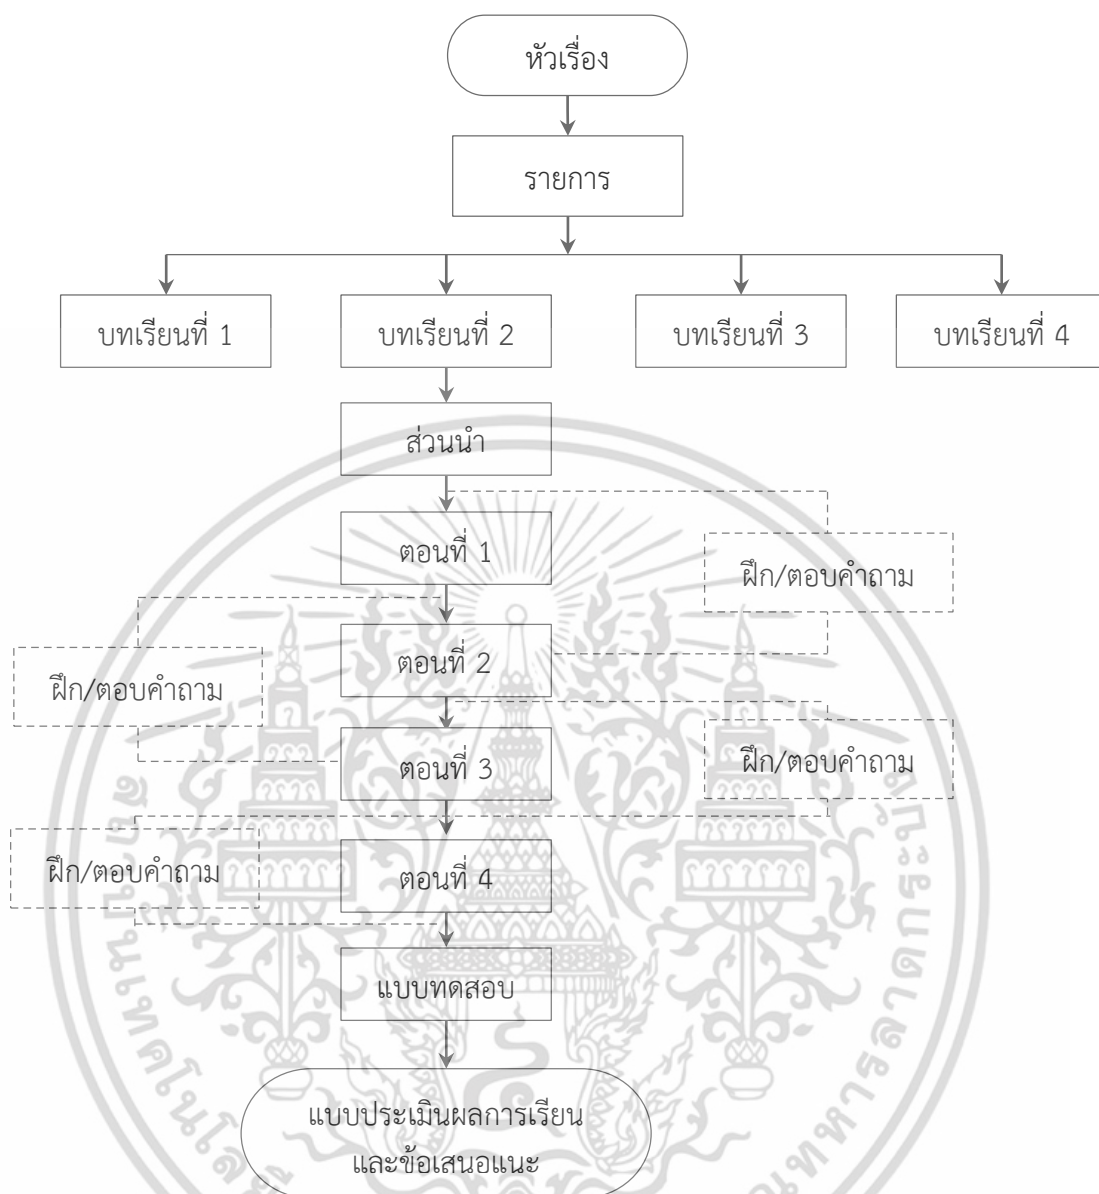 หัวเรื่อง
รายการ
บทเรียนที่ 1
บทเรียนที่ 2
บทเรียนที่ 3
บทเรียนที่ 4
ส่วนนำ
ตอนที่ 1
ฝึก/ตอบคำถาม
ตอนที่ 2
ฝึก/ตอบคำถาม
ตอนที่ 3
ฝึก/ตอบคำถาม
ตอนที่ 4
ฝึก/ตอบคำถาม
แบบทดสอบ
แบบประเมินผลการเรียน
และข้อเสนอแนะ